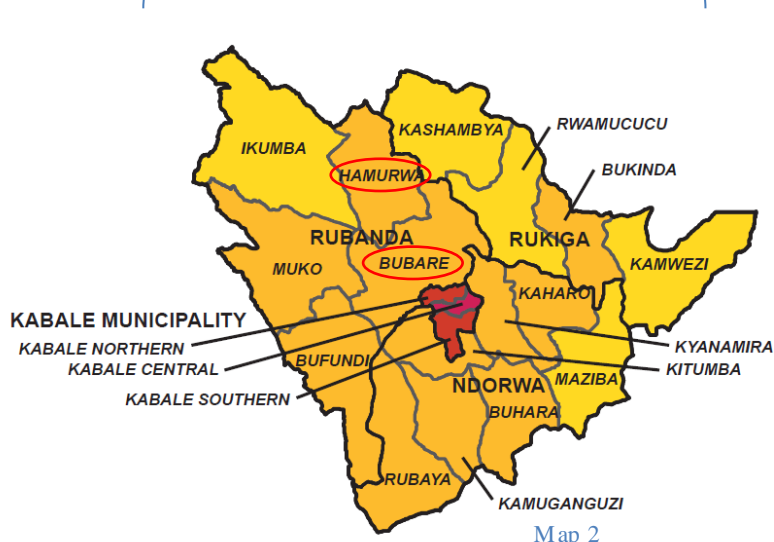 KASHAMBYA
RWAMUCUCU
IKUMBA
BUKINDA
HAMURWA
RUBANDA
RUKIGA
BUBARE
MUKO
KAMWEZI
KAHARO
KABALE MUNICIPALITY
KABALE NORTHERN
KYANAMIRA
KABALE CENTRAL
BUFUNDI
KITUMBA
MAZIBA
NDORWA
KABALE SOUTHERN
BUHARA
RUBAYA
KAMUGANGUZI
Map 2